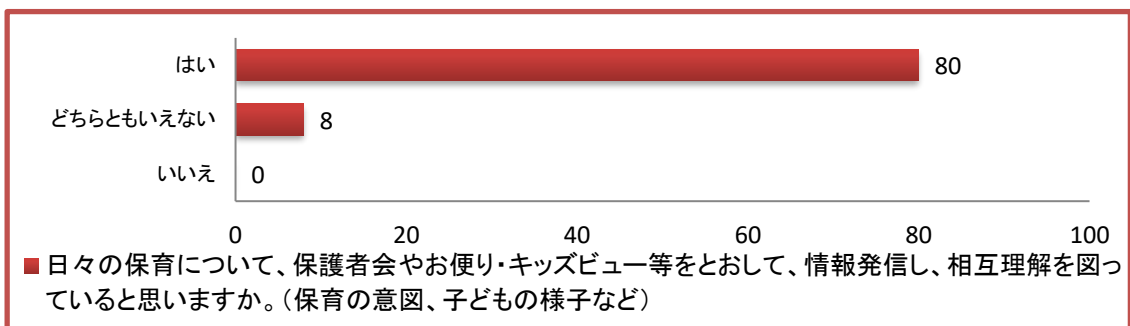 はい
80
どちらともいえない
8
いいえ
0
0 20 40 60 80 100
日々の保育について、保護者会やお便り・キッズビュー等をとおして、情報発信し、相互理解を図っ
ていると思いますか。(保育の意図、子どもの様子など)